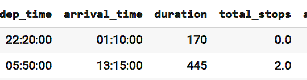 dep_time arrival_time duration total_stops
22:20:00 01:10:00 170 0.0
05:50:00 13:15:00 445 2.0